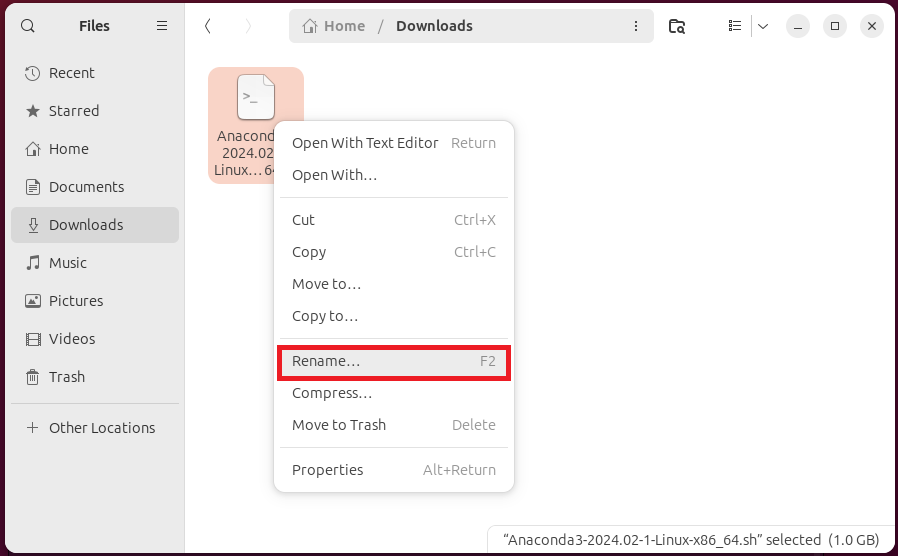 Files
Home / Downloads
Recent
Starred
Home
Documents
Downloads
Music
Pictures
Videos
Trash
Other Locations
>_
Anacond
2024.02
Linux…64
Open With Text Editor Return
Open With…
Cut Ctrl+X
Copy Ctrl+C
Move to…
Copy to…
Rename… F2
Compress…
Move to Trash Delete
Properties Alt+Return
“Anaconda3-2024.02-1-Linux-x86_64.sh” selected (1.0 GB)